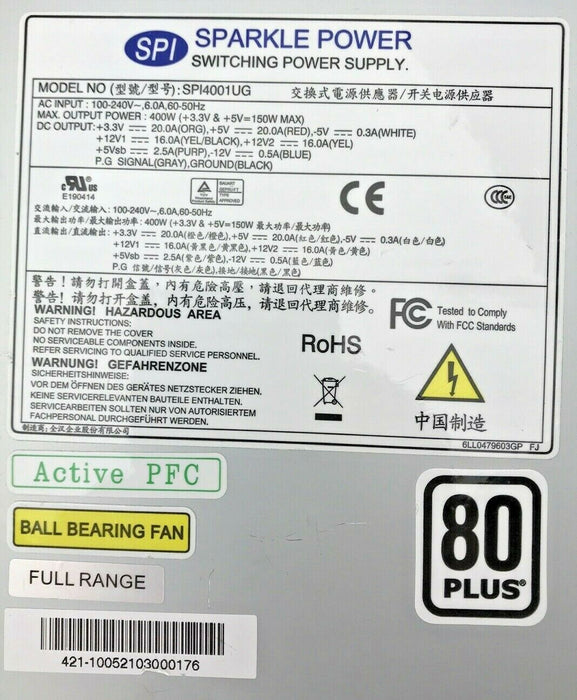 SPI SPARKLE POWER
SWITCHING POWER SUPPLY.
MODEL NO (型號/型号):SPI4001UG 交換式電源供應器/开关电源供应器
AC INPUT : 100-240V~,6.0A,60-50Hz
MAX. OUTPUT POWER : 400W (+3.3V & +5V=150W MAX)
DC OUTPUT:+3.3V ⎓ 20.0A(ORG),+5V ⎓ 20.0A(RED),-5V ⎓ 0.3A(WHITE)
+12V1 ⎓ 16.0A(YEL/BLACK),+12V2 ⎓ 16.0A(YEL)
+5Vsb ⎓ 2.5A(PURP),-12V ⎓ 0.5A(BLUE)
P.G SIGNAL(GRAY),GROUND(BLACK)
c RU US
E190414
CE
交流輸入/交流输入: 100-240V~,6.0A,60-50Hz
最大輸出功率/最大输出功率: 400W (+3.3V & +5V=150W 最大功率/最大功率)
直流輸出/直流输出: +3.3V ⎓ 20.0A(橙色/橙色),+5V ⎓ 20.0A(紅色/红色),-5V ⎓ 0.3A(白色/白色)
+12V1 ⎓ 16.0A(黃黑色/黄黑色),+12V2 ⎓ 16.0A(黃色/黄色)
+5Vsb ⎓ 2.5A(紫色/紫色),-12V ⎓ 0.5A(藍色/蓝色)
P.G 信號/信号(灰色/灰色),接地/接地(黑色/黑色)
警告！請勿打開盒蓋，內有危險高壓，請退回代理商維修。
警告！请勿打开盒盖，内有危险高压，请退回代理商维修。
WARNING! HAZARDOUS AREA
SAFETY INSTRUCTIONS:
DO NOT REMOVE THE COVER
NO SERVICEABLE COMPONENTS INSIDE.
REFER SERVICING TO QUALIFIED SERVICE PERSONNEL.
WARNUNG! GEFAHRENZONE
SICHERHEITSHINWEISE:
VOR DEM ÖFFNEN DES GERÄTES NETZSTECKER ZIEHEN.
KEINE SERVICERELEVANTEN BAUTEILE ENTHALTEN.
SERVICEARBEITEN SOLLTEN NUR VON AUTORISIERTEM
FACHPERSONAL DURCHGEFÜHRT WERDEN.
制造商: 全汉企业股份有限公司
FC Tested to Comply
With FCC Standards
RoHS
中国制造
6LL0479603GP FJ
Active PFC
BALL BEARING FAN
FULL RANGE
421-10052103000176
80
PLUS®